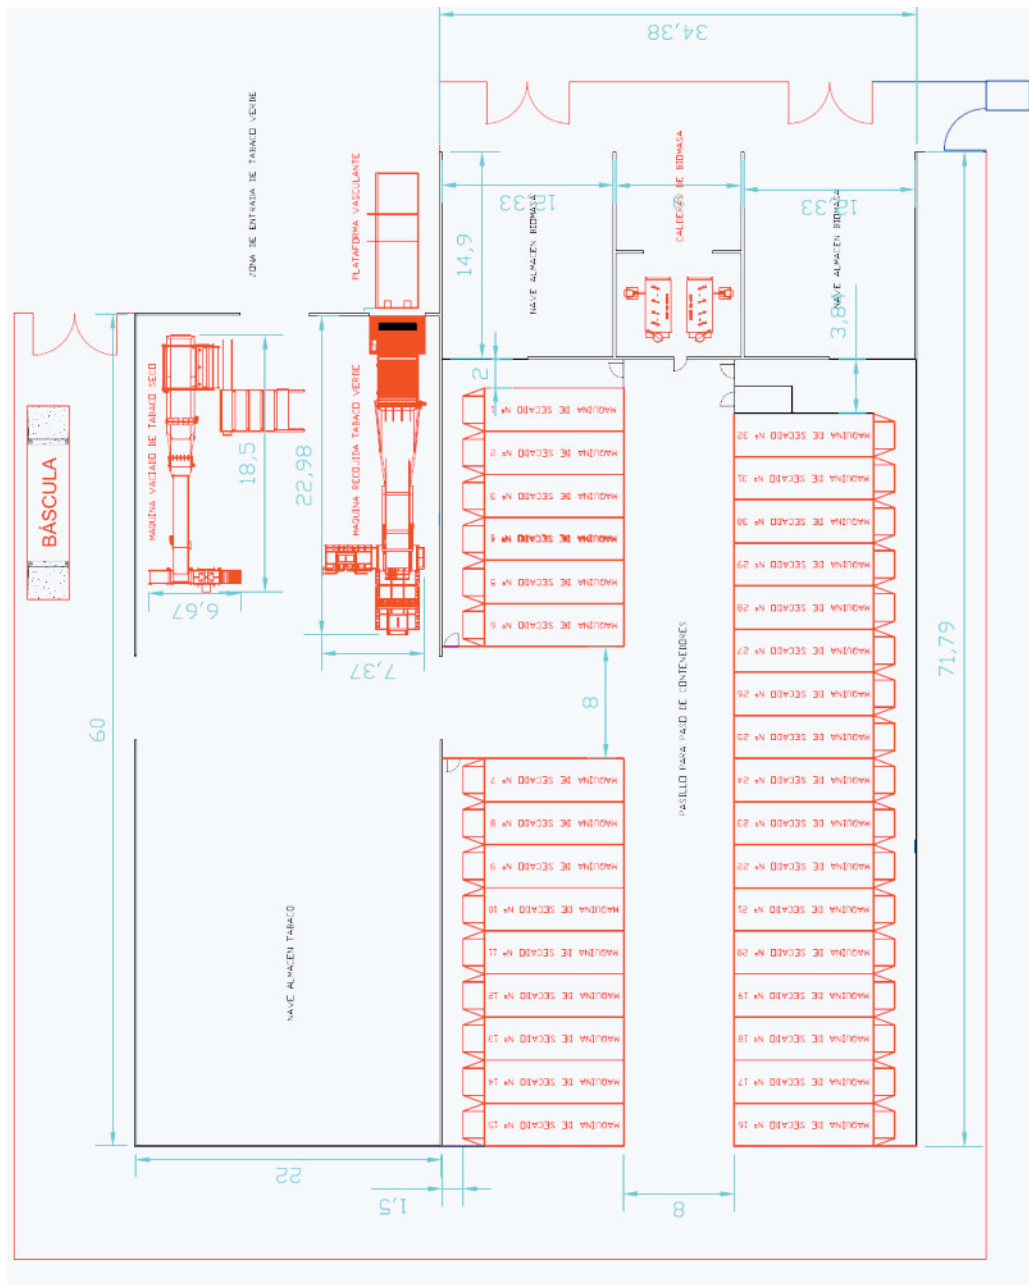 34,38
ZONA DE ENTRADA DE TABACO VERDE
PLATAFORMA VASCULANTE
CALDERAS DE BIOMASA
12,33
9
12,33
14,9
NAVE ALMACEN BIOMASA
NAVE ALMACEN BIOMASA
3,84
2
BÁSCULA
MAQUINA VACIADO DE TABACO SECO
18,5
22,98
MAQUINA RECOJIDA TABACO VERDE
6,67
7,37
60
71,79
MAQUINA DE SECADO Nº 1
MAQUINA DE SECADO Nº 2
MAQUINA DE SECADO Nº 3
MAQUINA DE SECADO Nº 4
MAQUINA DE SECADO Nº 5
MAQUINA DE SECADO Nº 6
8
PASILLO PARA PASO DE CONTENEDORES
MAQUINA DE SECADO Nº 7
MAQUINA DE SECADO Nº 8
MAQUINA DE SECADO Nº 9
MAQUINA DE SECADO Nº 10
MAQUINA DE SECADO Nº 11
MAQUINA DE SECADO Nº 12
MAQUINA DE SECADO Nº 13
MAQUINA DE SECADO Nº 14
MAQUINA DE SECADO Nº 15
MAQUINA DE SECADO Nº 32
MAQUINA DE SECADO Nº 31
MAQUINA DE SECADO Nº 30
MAQUINA DE SECADO Nº 29
MAQUINA DE SECADO Nº 28
MAQUINA DE SECADO Nº 27
MAQUINA DE SECADO Nº 26
MAQUINA DE SECADO Nº 25
MAQUINA DE SECADO Nº 24
MAQUINA DE SECADO Nº 23
MAQUINA DE SECADO Nº 22
MAQUINA DE SECADO Nº 21
MAQUINA DE SECADO Nº 20
MAQUINA DE SECADO Nº 19
MAQUINA DE SECADO Nº 18
MAQUINA DE SECADO Nº 17
MAQUINA DE SECADO Nº 16
NAVE ALMACEN TABACO
22
1,5
8